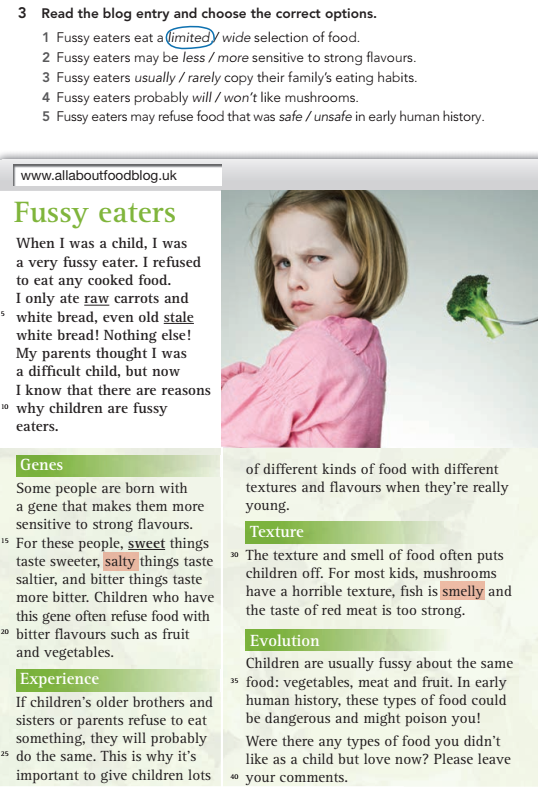 3 Read the blog entry and choose the correct options.
1 Fussy eaters eat a limited / wide selection of food.
2 Fussy eaters may be less / more sensitive to strong flavours.
3 Fussy eaters usually / rarely copy their family's eating habits.
4 Fussy eaters probably will / won't like mushrooms.
5 Fussy eaters may refuse food that was safe / unsafe in early human history.
www.allaboutfoodblog.uk
Fussy eaters
When I was a child, I was
a very fussy eater. I refused
to eat any cooked food.
I only ate raw carrots and
5 white bread, even old stale
white bread! Nothing else!
My parents thought I was
a difficult child, but now
I know that there are reasons
10 why children are fussy
eaters.
Genes
Some people are born with
a gene that makes them more
sensitive to strong flavours.
15 For these people, sweet things
taste sweeter, salty things taste
saltier, and bitter things taste
more bitter. Children who have
this gene often refuse food with
20 bitter flavours such as fruit
and vegetables.
Experience
If children's older brothers and
sisters or parents refuse to eat
something, they will probably
25 do the same. This is why it's
important to give children lots
of different kinds of food with different
textures and flavours when they're really
young.
Texture
30 The texture and smell of food often puts
children off. For most kids, mushrooms
have a horrible texture, fish is smelly and
the taste of red meat is too strong.
Evolution
Children are usually fussy about the same
35 food: vegetables, meat and fruit. In early
human history, these types of food could
be dangerous and might poison you!
Were there any types of food you didn't
like as a child but love now? Please leave
40 your comments.